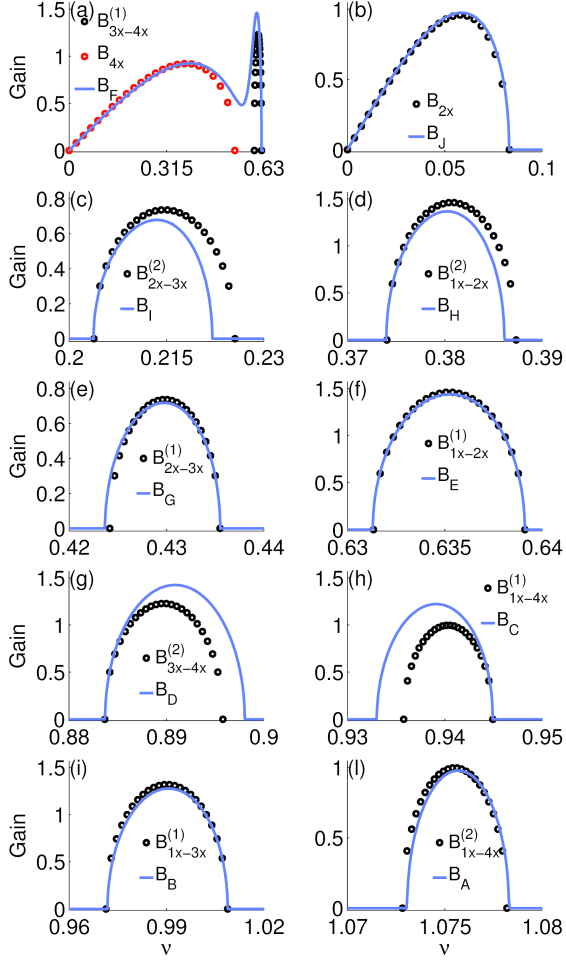 (a)
B(1)3x−4x
B4x
BF
Gain
1.5
1
0.5
0
0 0.315 0.63
(b)
B2x
BJ
1
0.5
0
0 0.05 0.1
(c)
B(2)2x−3x
BI
Gain
0.8
0.6
0.4
0.2
0
0.2 0.215 0.23
(d)
B(2)1x−2x
BH
1.5
1
0.5
0
0.37 0.38 0.39
(e)
B(1)2x−3x
BG
Gain
0.8
0.6
0.4
0.2
0
0.42 0.43 0.44
(f)
B(1)1x−2x
BE
1.5
1
0.5
0
0.63 0.635 0.64
(g)
B(2)3x−4x
BD
Gain
1.5
1
0.5
0
0.88 0.89 0.9
(h)
B(1)1x−4x
BC
1.5
1
0.5
0
0.93 0.94 0.95
(i)
B(1)1x−3x
BB
Gain
1.5
1
0.5
0
0.96 0.99 1.02
ν
(l)
B(2)1x−4x
BA
1
0.5
0
1.07 1.075 1.08
ν